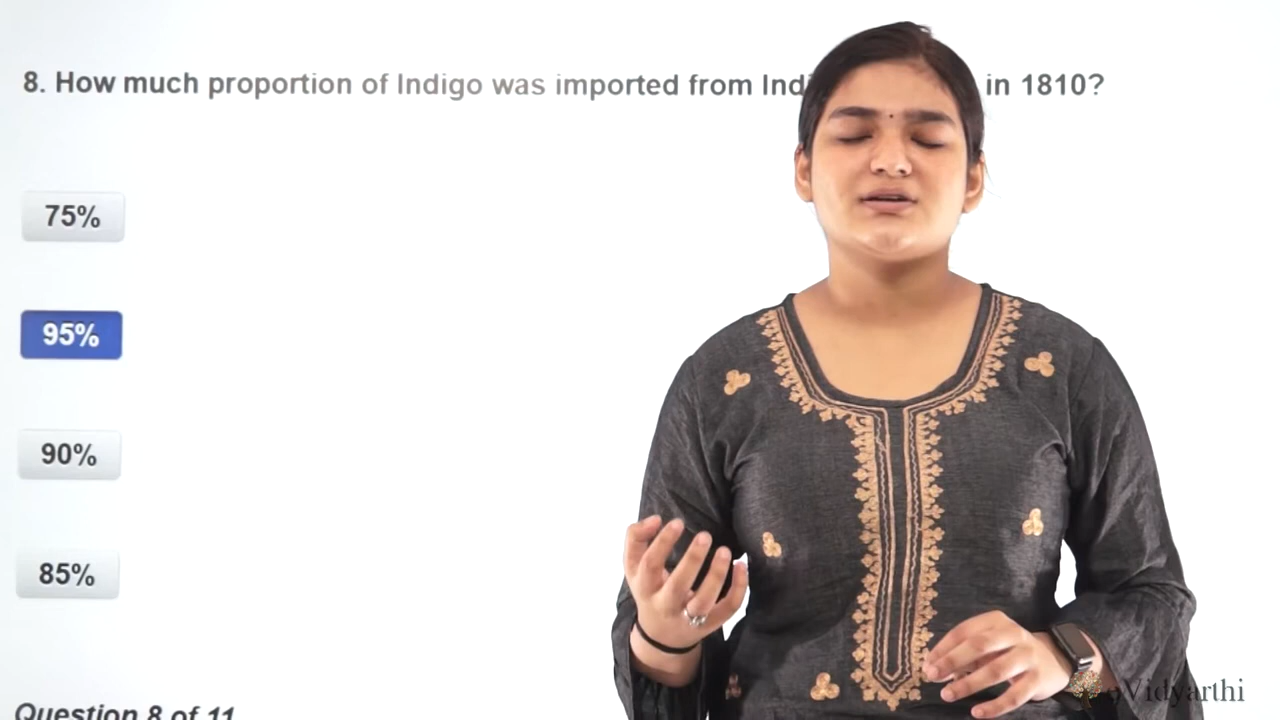 8. How much proportion of Indigo was imported from in 1810?
75%
95%
90%
85%
Question 8 of 11
Vidyarthi